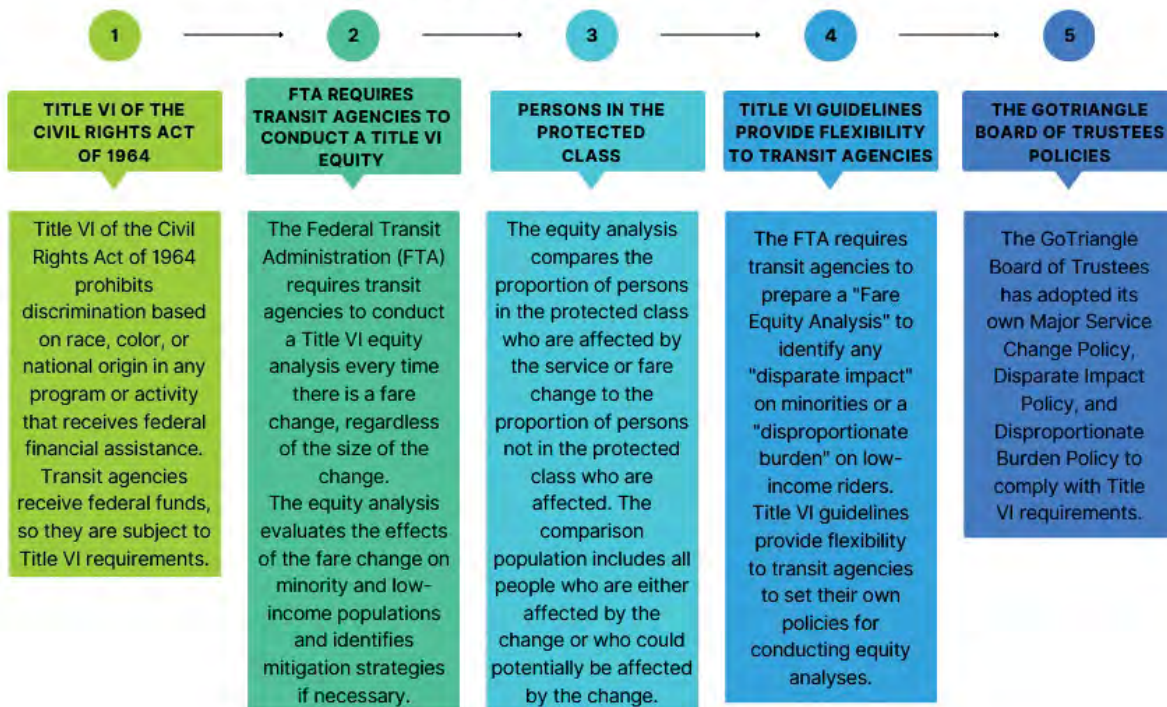 1
2
3
4
5
TITLE VI OF THE
CIVIL RIGHTS ACT
OF 1964
FTA REQUIRES
TRANSIT AGENCIES TO
CONDUCT A TITLE VI
EQUITY
PERSONS IN THE
PROTECTED
CLASS
TITLE VI GUIDELINES
PROVIDE FLEXIBILITY
TO TRANSIT AGENCIES
THE GOTRIANGLE
BOARD OF TRUSTEES
POLICIES
Title VI of the Civil
Rights Act of 1964
prohibits
discrimination based
on race, color, or
national origin in any
program or activity
that receives federal
financial assistance.
Transit agencies
receive federal funds,
so they are subject to
Title VI requirements.
The Federal Transit
Administration (FTA)
requires transit
agencies to conduct
a Title VI equity
analysis every time
there is a fare
change, regardless
of the size of the
change.
The equity analysis
evaluates the effects
of the fare change on
minority and low-
income populations
and identifies
mitigation strategies
if necessary.
The equity analysis
compares the
proportion of persons
in the protected class
who are affected by
the service or fare
change to the
proportion of persons
not in the protected
class who are
affected. The
comparison
population includes all
people who are either
affected by the
change or who could
potentially be affected
by the change.
The FTA requires
transit agencies to
prepare a "Fare
Equity Analysis" to
identify any
"disparate impact"
on minorities or a
"disproportionate
burden" on low-
income riders.
Title VI guidelines
provide flexibility
to transit agencies
to set their own
policies for
conducting equity
analyses.
The GoTriangle
Board of Trustees
has adopted its
own Major Service
Change Policy,
Disparate Impact
Policy, and
Disproportionate
Burden Policy to
comply with Title
VI requirements.